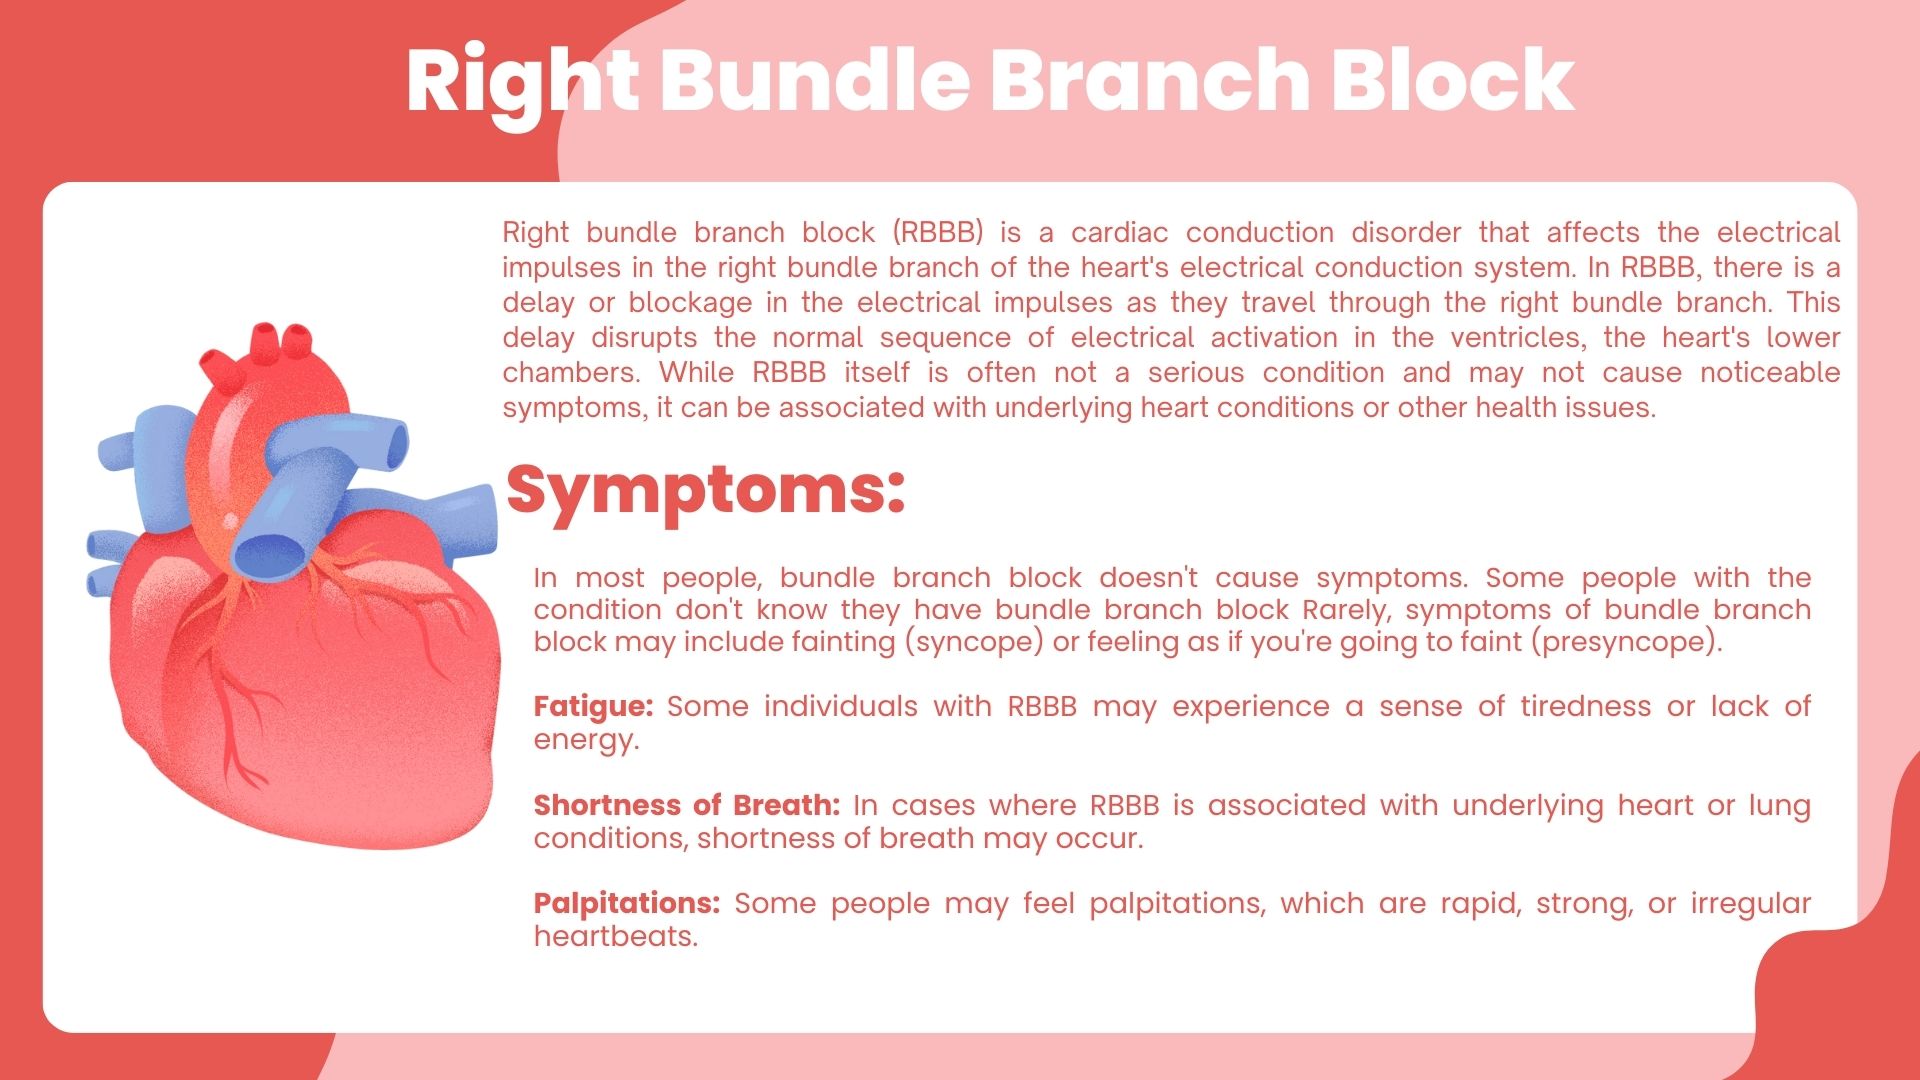 Right Bundle Branch Block
Right bundle branch block (RBBB) is a cardiac conduction disorder that affects the electrical
impulses in the right bundle branch of the heart's electrical conduction system. In RBBB, there is a
delay or blockage in the electrical impulses as they travel through the right bundle branch. This
delay disrupts the normal sequence of electrical activation in the ventricles, the heart's lower
chambers. While RBBB itself is often not a serious condition and may not cause noticeable
symptoms, it can be associated with underlying heart conditions or other health issues.
Symptoms:
In most people, bundle branch block doesn't cause symptoms. Some people with the
condition don't know they have bundle branch block Rarely, symptoms of bundle branch
block may include fainting (syncope) or feeling as if you're going to faint (presyncope).
Fatigue: Some individuals with RBBB may experience a sense of tiredness or lack of
energy.
Shortness of Breath: In cases where RBBB is associated with underlying heart or lung
conditions, shortness of breath may occur.
Palpitations: Some people may feel palpitations, which are rapid, strong, or irregular
heartbeats.